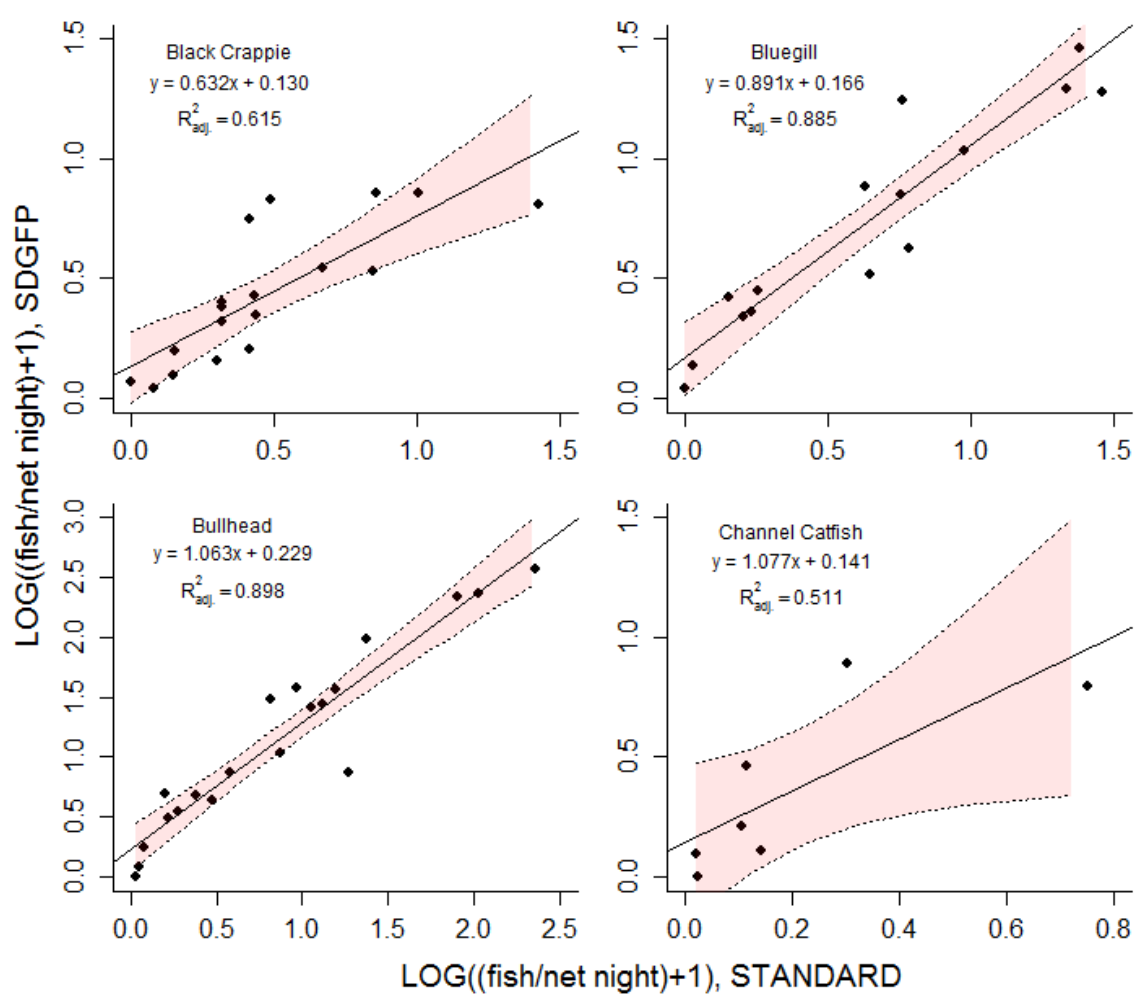 LOG((fish/net night)+1), SDGFP
Black Crappie
y = 0.632x + 0.130
R²adj. = 0.615
1.5
1.0
0.5
0.0
0.0 0.5 1.0 1.5
Bluegill
y = 0.891x + 0.166
R²adj. = 0.885
1.5
1.0
0.5
0.0
0.0 0.5 1.0 1.5
Bullhead
y = 1.063x + 0.229
R²adj. = 0.898
3.0
2.5
2.0
1.5
1.0
0.5
0.0
0.0 0.5 1.0 1.5 2.0 2.5
Channel Catfish
y = 1.077x + 0.141
R²adj. = 0.511
1.5
1.0
0.5
0.0
0.0 0.2 0.4 0.6 0.8
LOG((fish/net night)+1), STANDARD